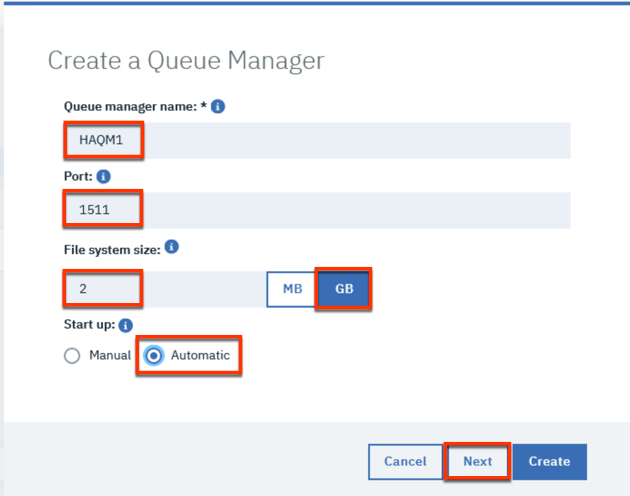 Create a Queue Manager
Queue manager name: *
HAQM1
Port:
1511
File system size:
2 MB GB
Start up:
Manual Automatic
Cancel Next Create